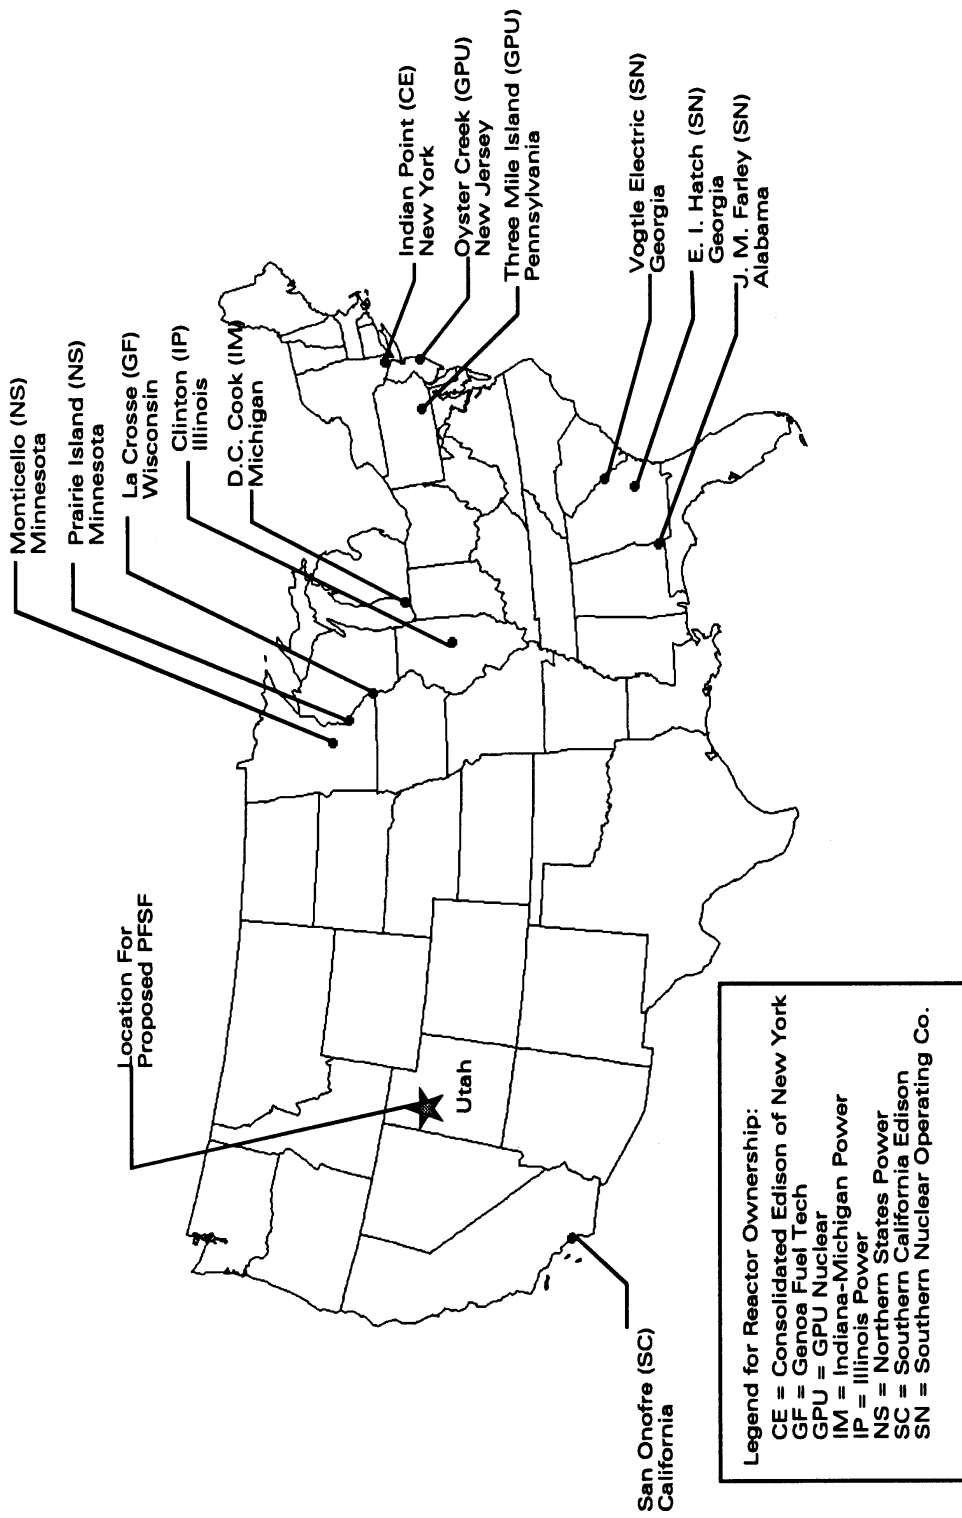 Monticello (NS)
Minnesota
Prairie Island (NS)
Minnesota
La Crosse (GF)
Wisconsin
Clinton (IP)
Illinois
D.C. Cook (IM)
Michigan
Indian Point (CE)
New York
Oyster Creek (GPU)
New Jersey
Three Mile Island (GPU)
Pennsylvania
Vogtle Electric (SN)
Georgia
E. I. Hatch (SN)
Georgia
J. M. Farley (SN)
Alabama
Location For
Proposed PFSF
Utah
San Onofre (SC)
California
Legend for Reactor Ownership:
CE = Consolidated Edison of New York
GF = Genoa Fuel Tech
GPU = GPU Nuclear
IM = Indiana-Michigan Power
IP = Illinois Power
NS = Northern States Power
SC = Southern California Edison
SN = Southern Nuclear Operating Co.